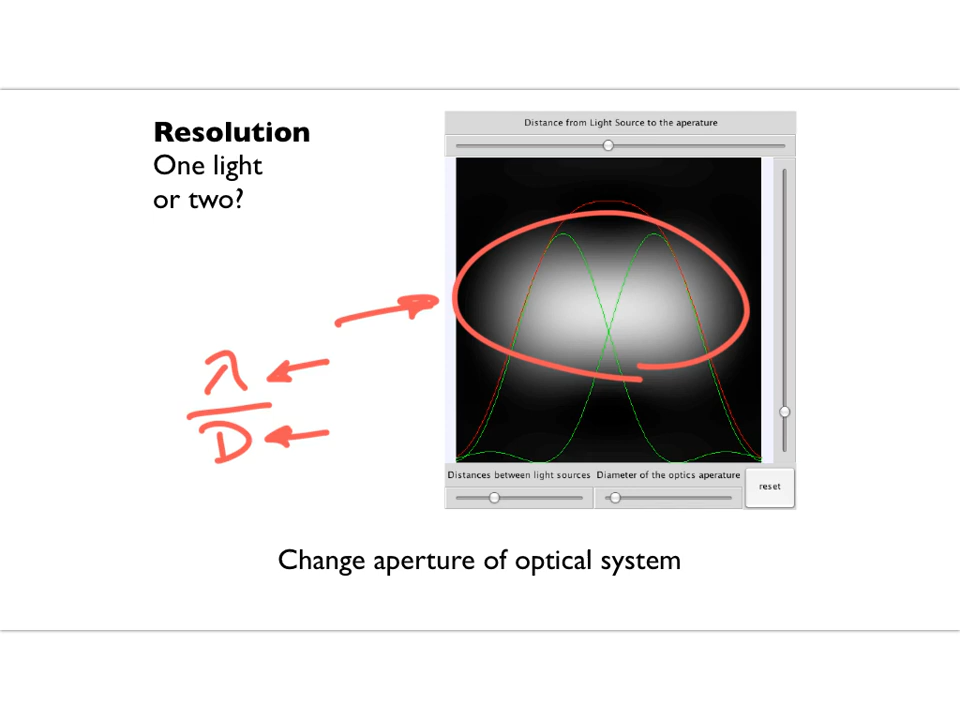 Resolution
One light
or two?
Distance from Light Source to the aperature
λ
D
Distances between light sources
Diameter of the optics aperature
reset
Change aperture of optical system